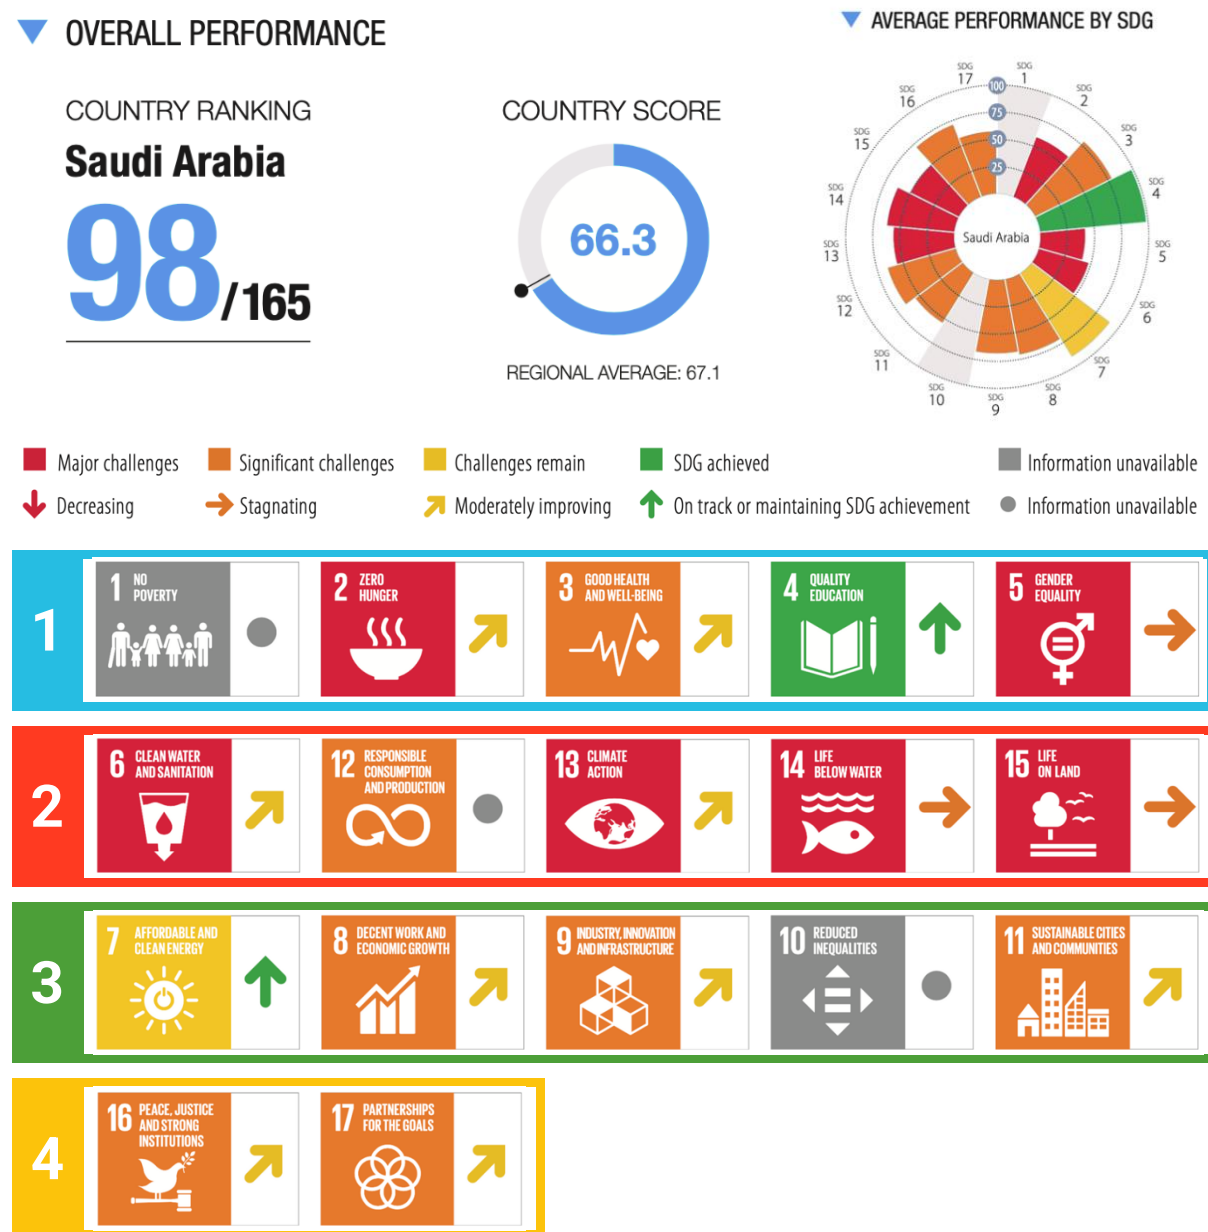 OVERALL PERFORMANCE
COUNTRY RANKING
Saudi Arabia
98/165
COUNTRY SCORE
66.3
REGIONAL AVERAGE: 67.1
AVERAGE PERFORMANCE BY SDG
SDG 1
SDG 2
SDG 3
SDG 4
SDG 5
SDG 6
SDG 7
SDG 8
SDG 9
SDG 10
SDG 11
SDG 12
SDG 13
SDG 14
SDG 15
SDG 16
SDG 17
100
75
50
25
Saudi Arabia
Major challenges
Significant challenges
Challenges remain
SDG achieved
Information unavailable
Decreasing
Stagnating
Moderately improving
On track or maintaining SDG achievement
Information unavailable
1
1 NO
POVERTY
2 ZERO
HUNGER
3 GOOD HEALTH
AND WELL-BEING
4 QUALITY
EDUCATION
5 GENDER
EQUALITY
2
6 CLEAN WATER
AND SANITATION
12 RESPONSIBLE
CONSUMPTION
AND PRODUCTION
13 CLIMATE
ACTION
14 LIFE
BELOW WATER
15 LIFE
ON LAND
3
7 AFFORDABLE AND
CLEAN ENERGY
8 DECENT WORK AND
ECONOMIC GROWTH
9 INDUSTRY, INNOVATION
AND INFRASTRUCTURE
10 REDUCED
INEQUALITIES
11 SUSTAINABLE CITIES
AND COMMUNITIES
4
16 PEACE, JUSTICE
AND STRONG
INSTITUTIONS
17 PARTNERSHIPS
FOR THE GOALS